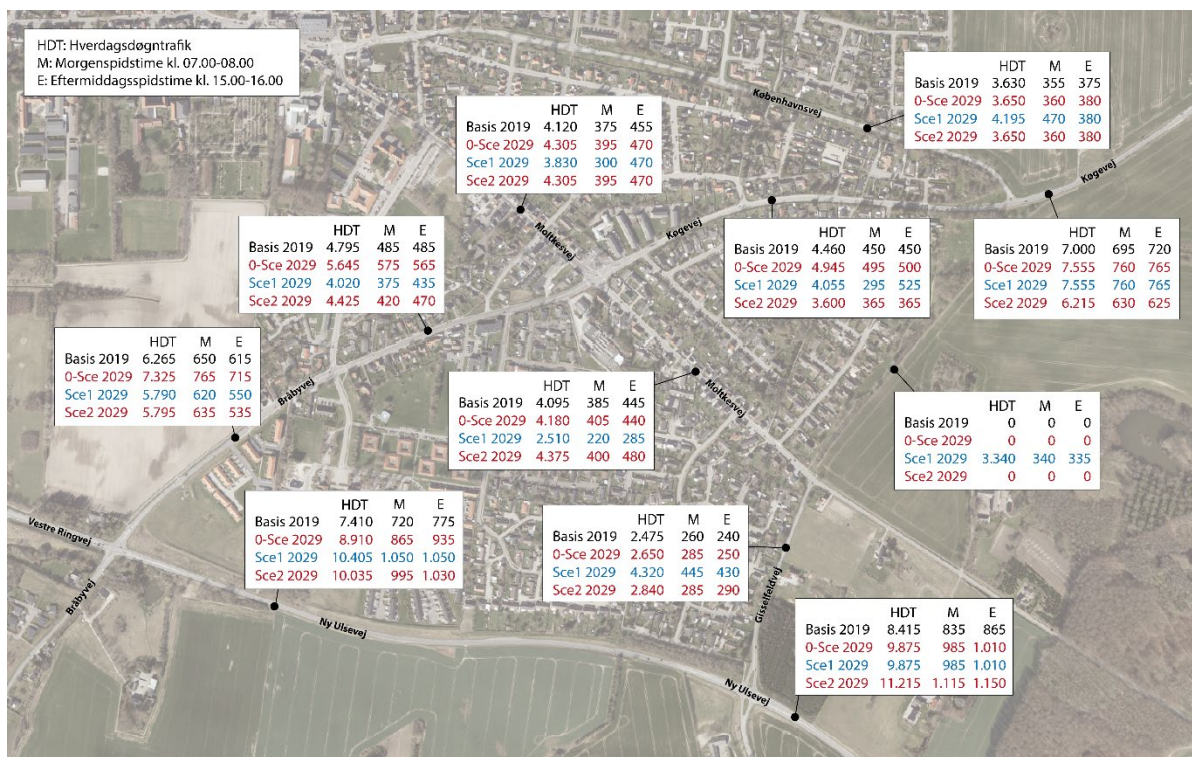 HDT: Hverdagsdøgntrafik
M: Morgenspidstime kl. 07.00-08.00
E: Eftermiddagsspidstime kl. 15.00-16.00
Københavnsvej
HDT M E
Basis 2019 3.630 355 375
0-Sce 2029 3.650 360 380
Sce1 2029 4.195 470 380
Sce2 2029 3.650 360 380
HDT M E
Basis 2019 4.120 375 455
0-Sce 2029 4.305 395 470
Sce1 2029 3.830 300 470
Sce2 2029 4.305 395 470
Køgevej
Moltkesvej
Køgevej
HDT M E
Basis 2019 4.795 485 485
0-Sce 2029 5.645 575 565
Sce1 2029 4.020 375 435
Sce2 2029 4.425 420 470
HDT M E
Basis 2019 4.460 450 450
0-Sce 2029 4.945 495 500
Sce1 2029 4.055 295 525
Sce2 2029 3.600 365 365
HDT M E
Basis 2019 7.000 695 720
0-Sce 2029 7.555 760 765
Sce1 2029 7.555 760 765
Sce2 2029 6.215 630 625
HDT M E
Basis 2019 6.265 650 615
0-Sce 2029 7.325 765 715
Sce1 2029 5.790 620 550
Sce2 2029 5.795 635 535
Bråbyvej
HDT M E
Basis 2019 4.095 385 445
0-Sce 2029 4.180 405 440
Sce1 2029 2.510 220 285
Sce2 2029 4.375 400 480
Moltkesvej
HDT M E
Basis 2019 0 0 0
0-Sce 2029 0 0 0
Sce1 2029 3.340 340 335
Sce2 2029 0 0 0
Vestre Ringvej
HDT M E
Basis 2019 7.410 720 775
0-Sce 2029 8.910 865 935
Sce1 2029 10.405 1.050 1.050
Sce2 2029 10.035 995 1.030
HDT M E
Basis 2019 2.475 260 240
0-Sce 2029 2.650 285 250
Sce1 2029 4.320 445 430
Sce2 2029 2.840 285 290
Bråbyvej
Gisselfeldvej
Ny Ulsevej
Ny Ulsevej
HDT M E
Basis 2019 8.415 835 865
0-Sce 2029 9.875 985 1.010
Sce1 2029 9.875 985 1.010
Sce2 2029 11.215 1.115 1.150